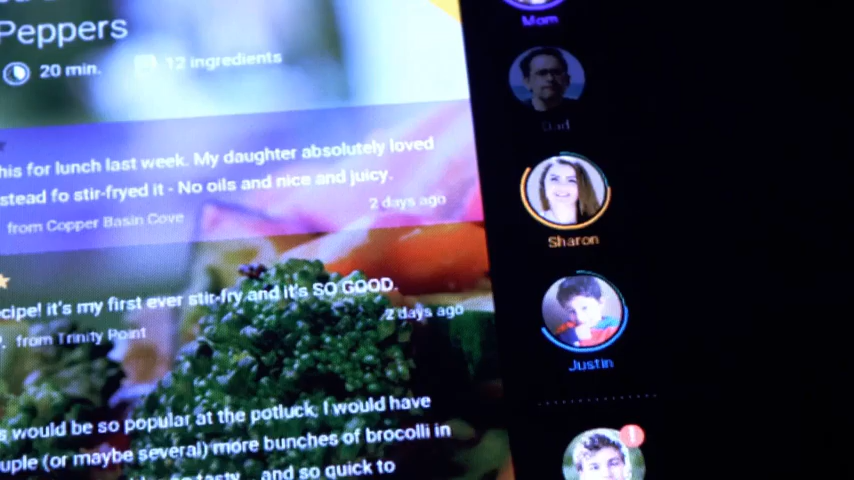 Peppers
20 min.
12 ingredients
his for lunch last week. My daughter absolutely loved
stead fo stir-fryed it - No oils and nice and juicy.
from Copper Basin Cove
2 days ago
cipe! it's my first ever stir-fry and it's SO GOOD.
from Trinity Point
2 days ago
s would be so popular at the potluck, I would have
uple (or maybe several) more bunches of brocolli in
tasty... and so quick to
Mom
Dad
Sharon
Justin
1